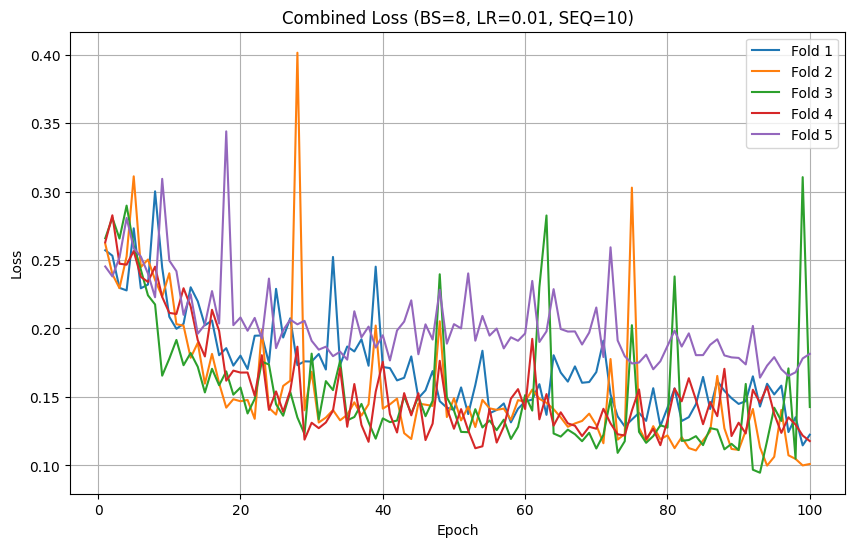 Combined Loss (BS=8, LR=0.01, SEQ=10)
Fold 1
Fold 2
Fold 3
Fold 4
Fold 5
0.40
0.35
0.30
0.25
0.20
0.15
0.10
Loss
0 20 40 60 80 100
Epoch